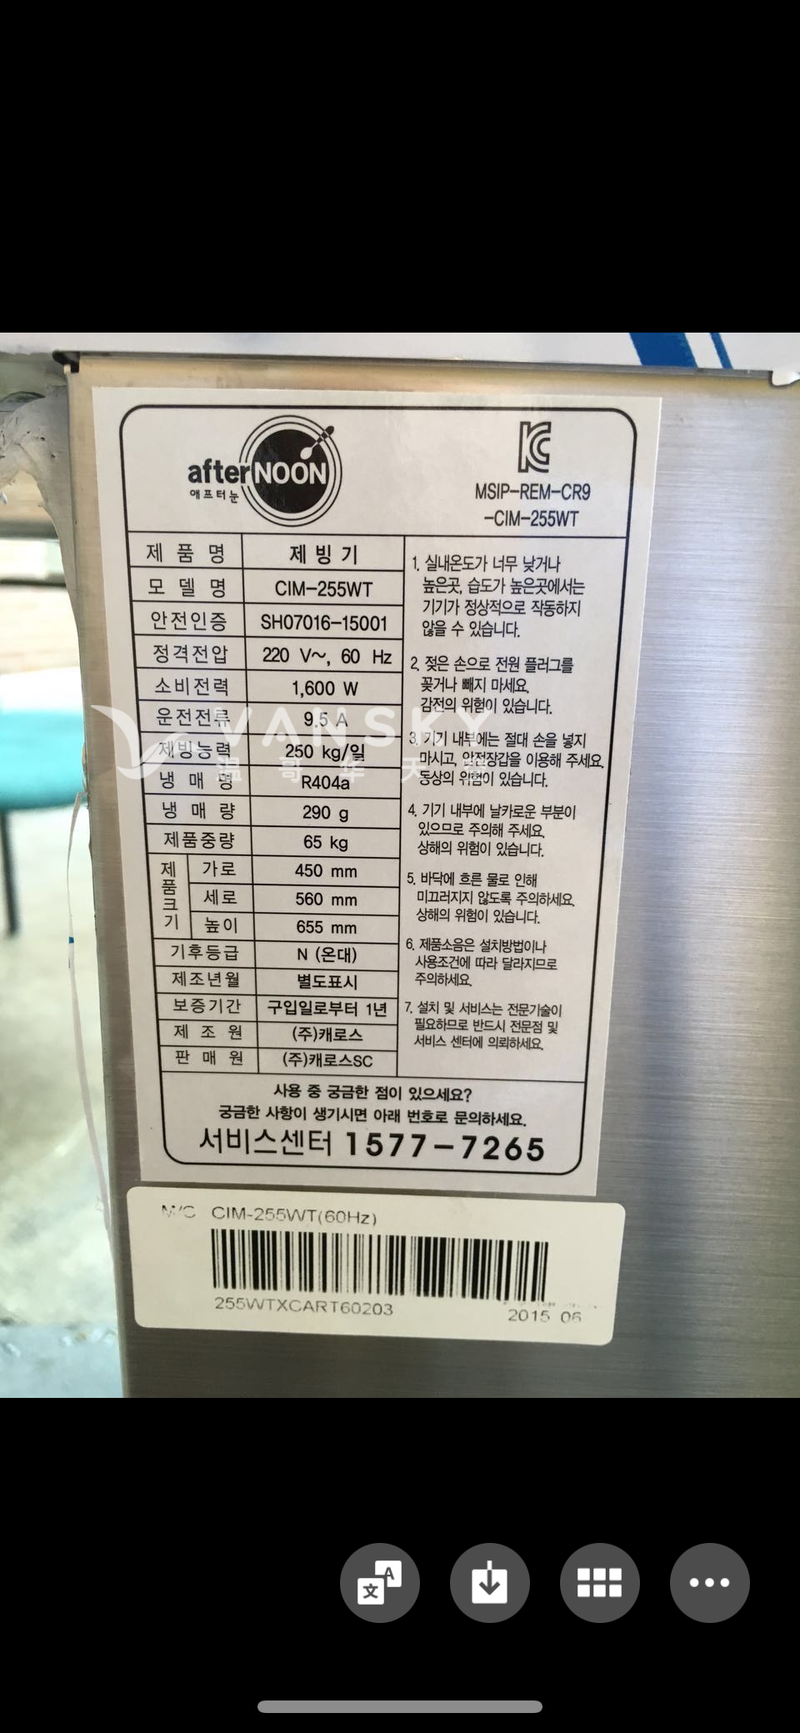 afterNOON
애프터눈
MSIP-REM-CR9
-CIM-255WT
제 품 명 제 빙 기
모 델 명 CIM-255WT
안전인증 SH07016-15001
정격전압 220 V~, 60 Hz
소비전력 1,600 W
운전전류 9.5 A
제빙능력 250 kg/일
냉 매 명 R404a
냉 매 량 290 g
제품중량 65 kg
제품크기 가로 450 mm
세로 560 mm
높이 655 mm
기후등급 N (온대)
제조년월 별도표시
보증기간 구입일로부터 1년
제 조 원 (주)캐로스
판 매 원 (주)캐로스SC
1. 실내온도가 너무 낮거나
높은곳, 습도가 높은곳에서는
기기가 정상적으로 작동하지
않을 수 있습니다.
2. 젖은 손으로 전원 플러그를
꽂거나 빼지 마세요.
감전의 위험이 있습니다.
3. 기기 내부에는 절대 손을 넣지
마시고, 안전장갑을 이용해 주세요.
동상의 위험이 있습니다.
4. 기기 내부에 날카로운 부분이
있으므로 주의해 주세요.
상해의 위험이 있습니다.
5. 바닥에 흐른 물로 인해
미끄러지지 않도록 주의하세요.
상해의 위험이 있습니다.
6. 제품소음은 설치방법이나
사용조건에 따라 달라지므로
주의하세요.
7. 설치 및 서비스는 전문기술이
필요하므로 반드시 전문점 및
서비스 센터에 의뢰하세요.
사용 중 궁금한 점이 있으세요?
궁금한 사항이 생기시면 아래 번호로 문의하세요.
서비스센터 1577-7265
VANSKY
温哥华天空
M/C CIM-255WT(60Hz)
255WTXCART60203
2015 06